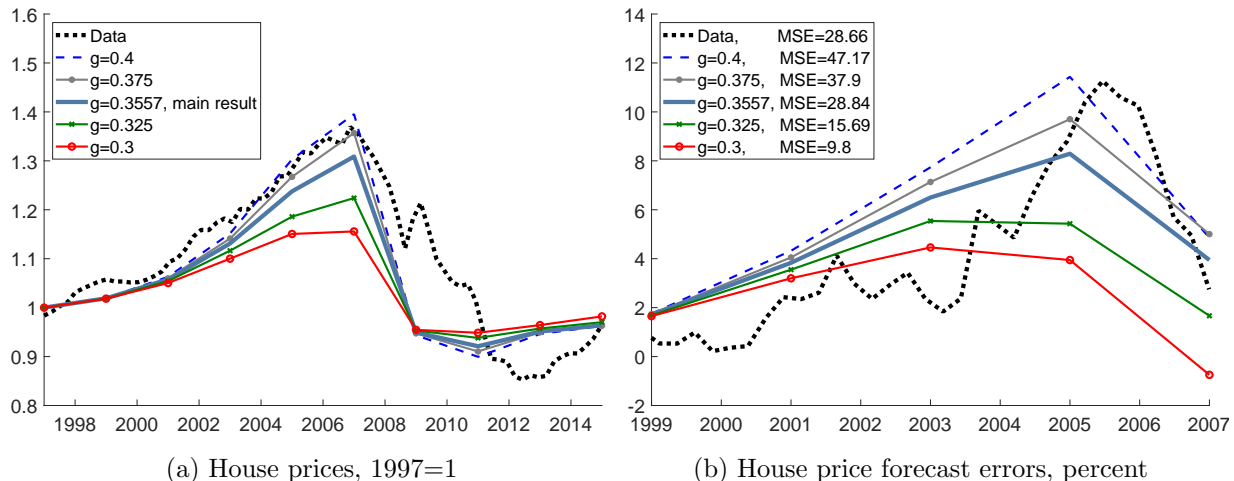 1.6
1.5
1.4
1.3
1.2
1.1
1
0.9
0.8
Data
g=0.4
g=0.375
g=0.3557, main result
g=0.325
g=0.3
1998 2000 2002 2004 2006 2008 2010 2012 2014
(a) House prices, 1997=1
14
12
10
8
6
4
2
0
-2
Data, MSE=28.66
g=0.4, MSE=47.17
g=0.375, MSE=37.9
g=0.3557, MSE=28.84
g=0.325, MSE=15.69
g=0.3, MSE=9.8
1999 2000 2001 2002 2003 2004 2005 2006 2007
(b) House price forecast errors, percent